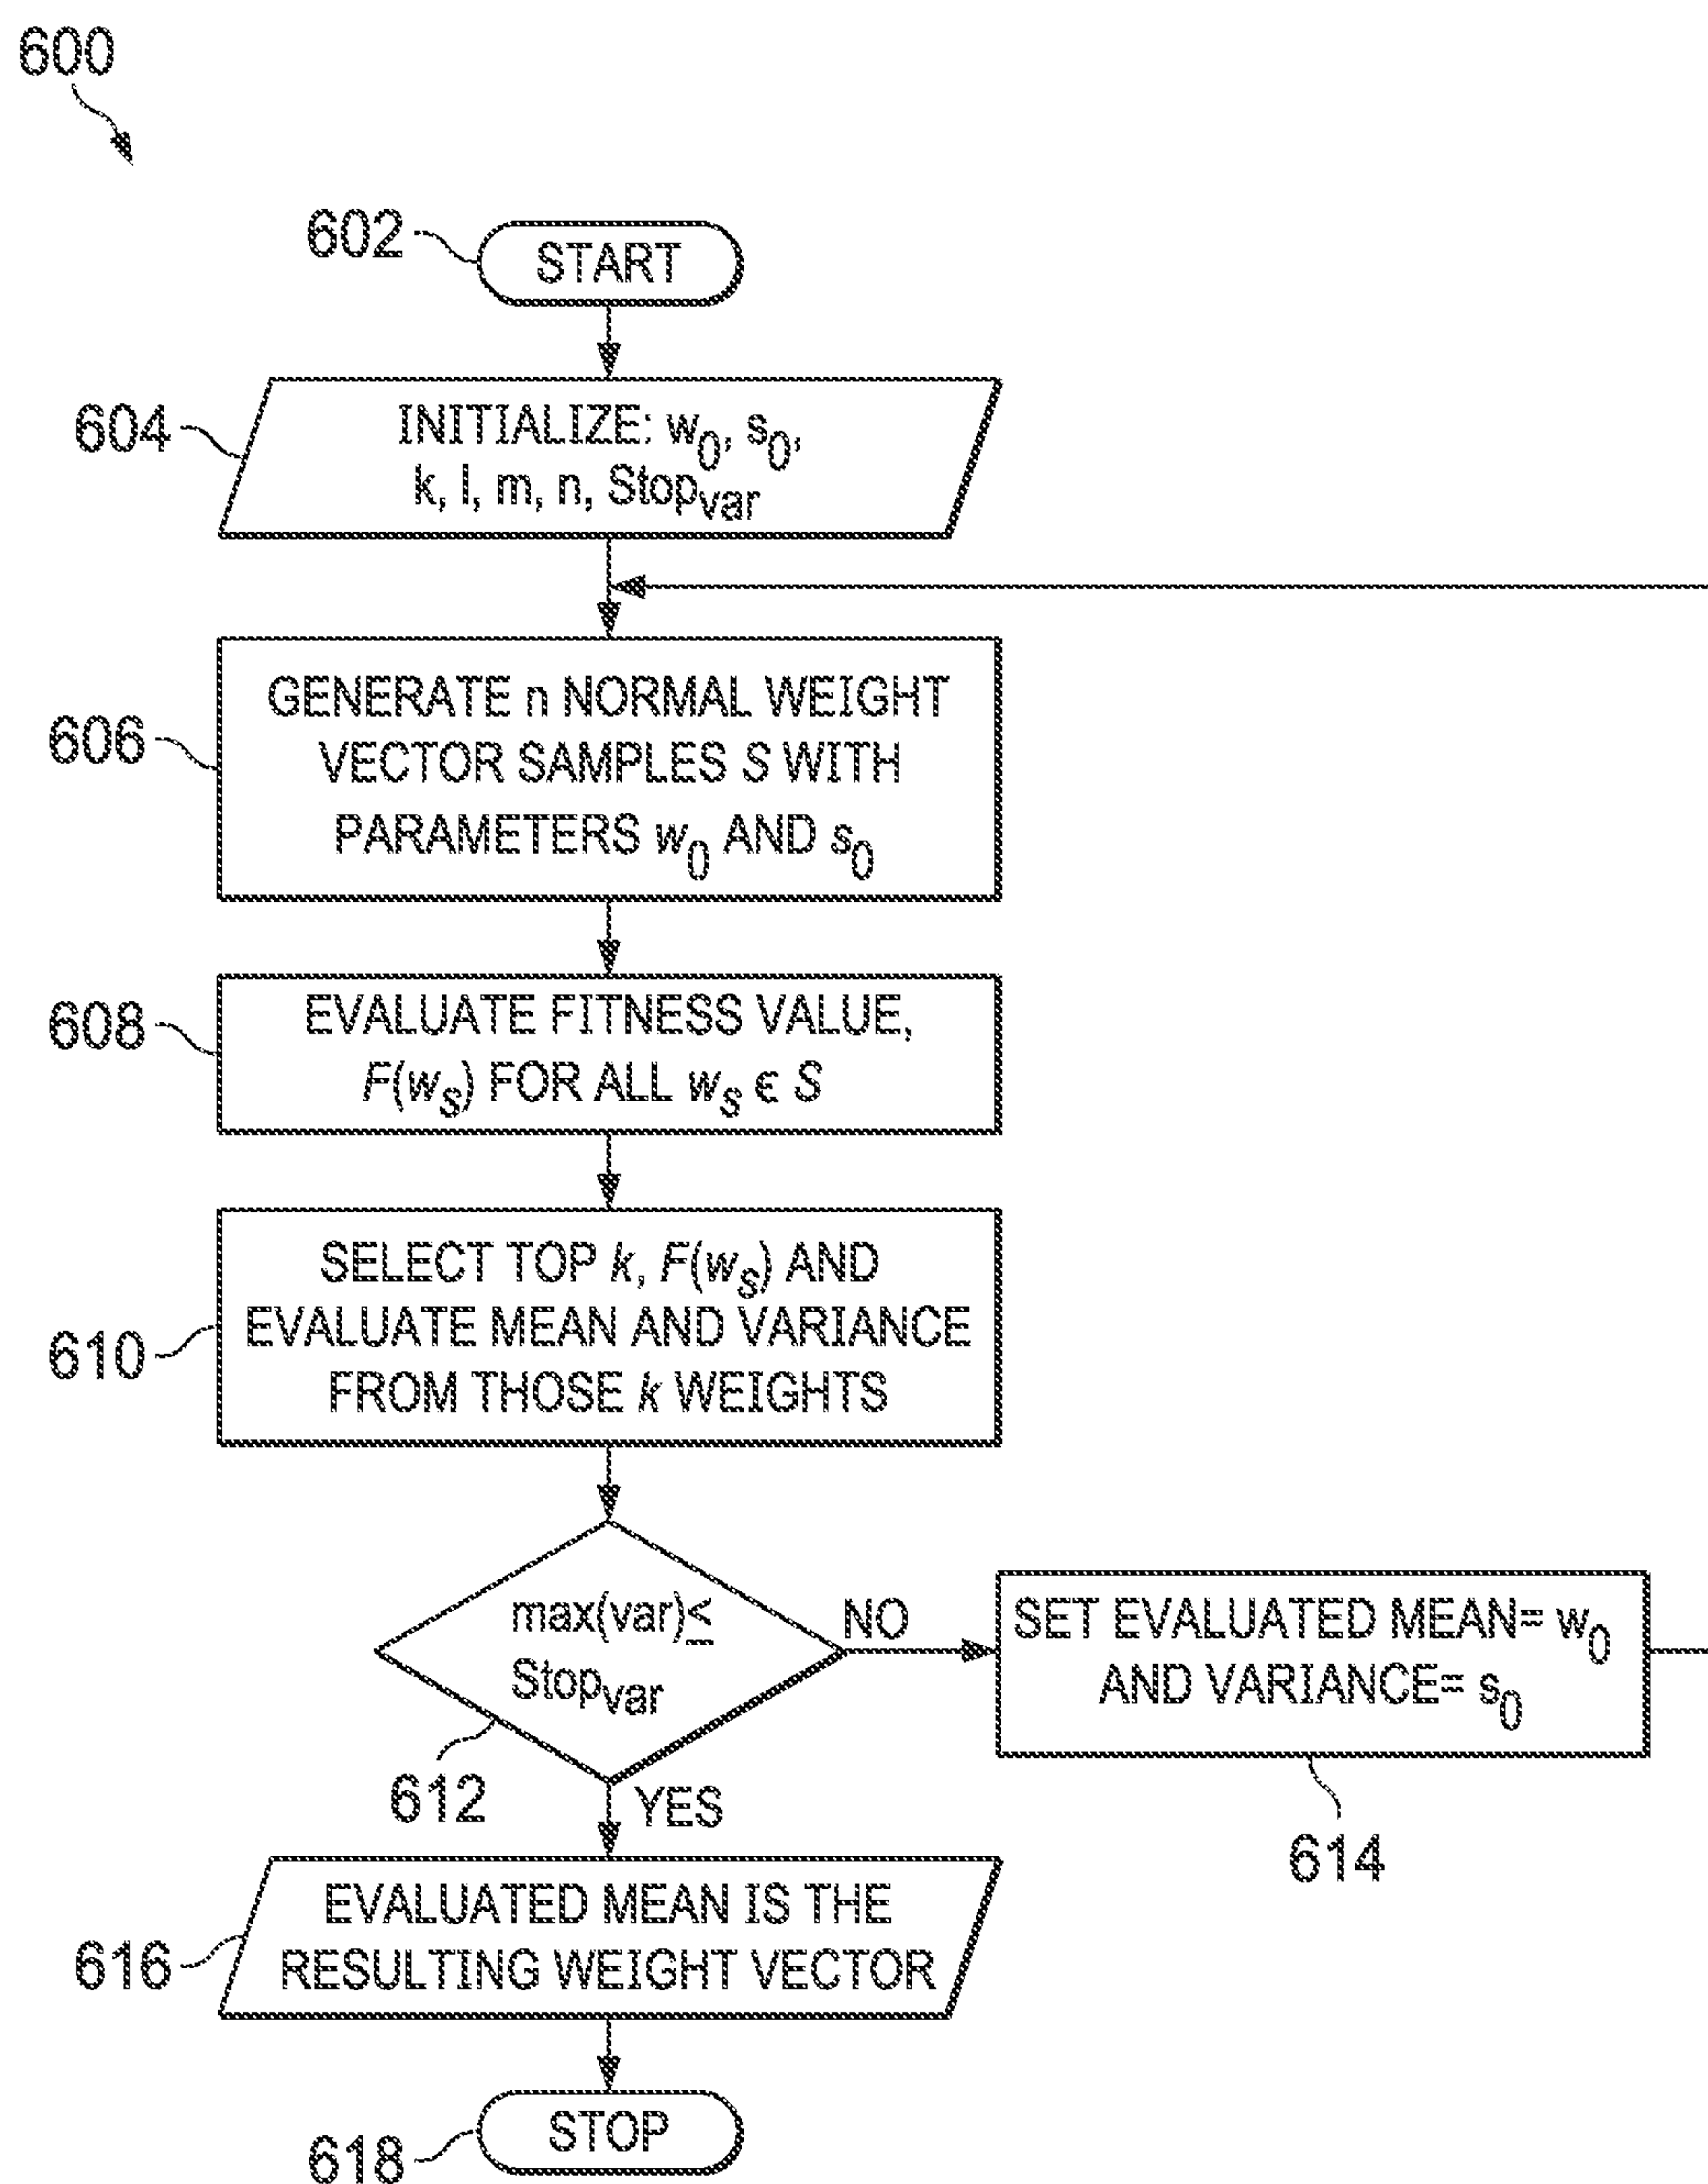 600
602
START
604
INITIALIZE: w₀, s₀,
k, l, m, n, Stopvar
606
GENERATE n NORMAL WEIGHT
VECTOR SAMPLES S WITH
PARAMETERS w₀ AND s₀
608
EVALUATE FITNESS VALUE,
F(wₛ) FOR ALL wₛ ϵ S
610
SELECT TOP k, F(wₛ) AND
EVALUATE MEAN AND VARIANCE
FROM THOSE k WEIGHTS
max(var)≤
Stopvar
612
NO
SET EVALUATED MEAN= w₀
AND VARIANCE= s₀
614
YES
616
EVALUATED MEAN IS THE
RESULTING WEIGHT VECTOR
618
STOP